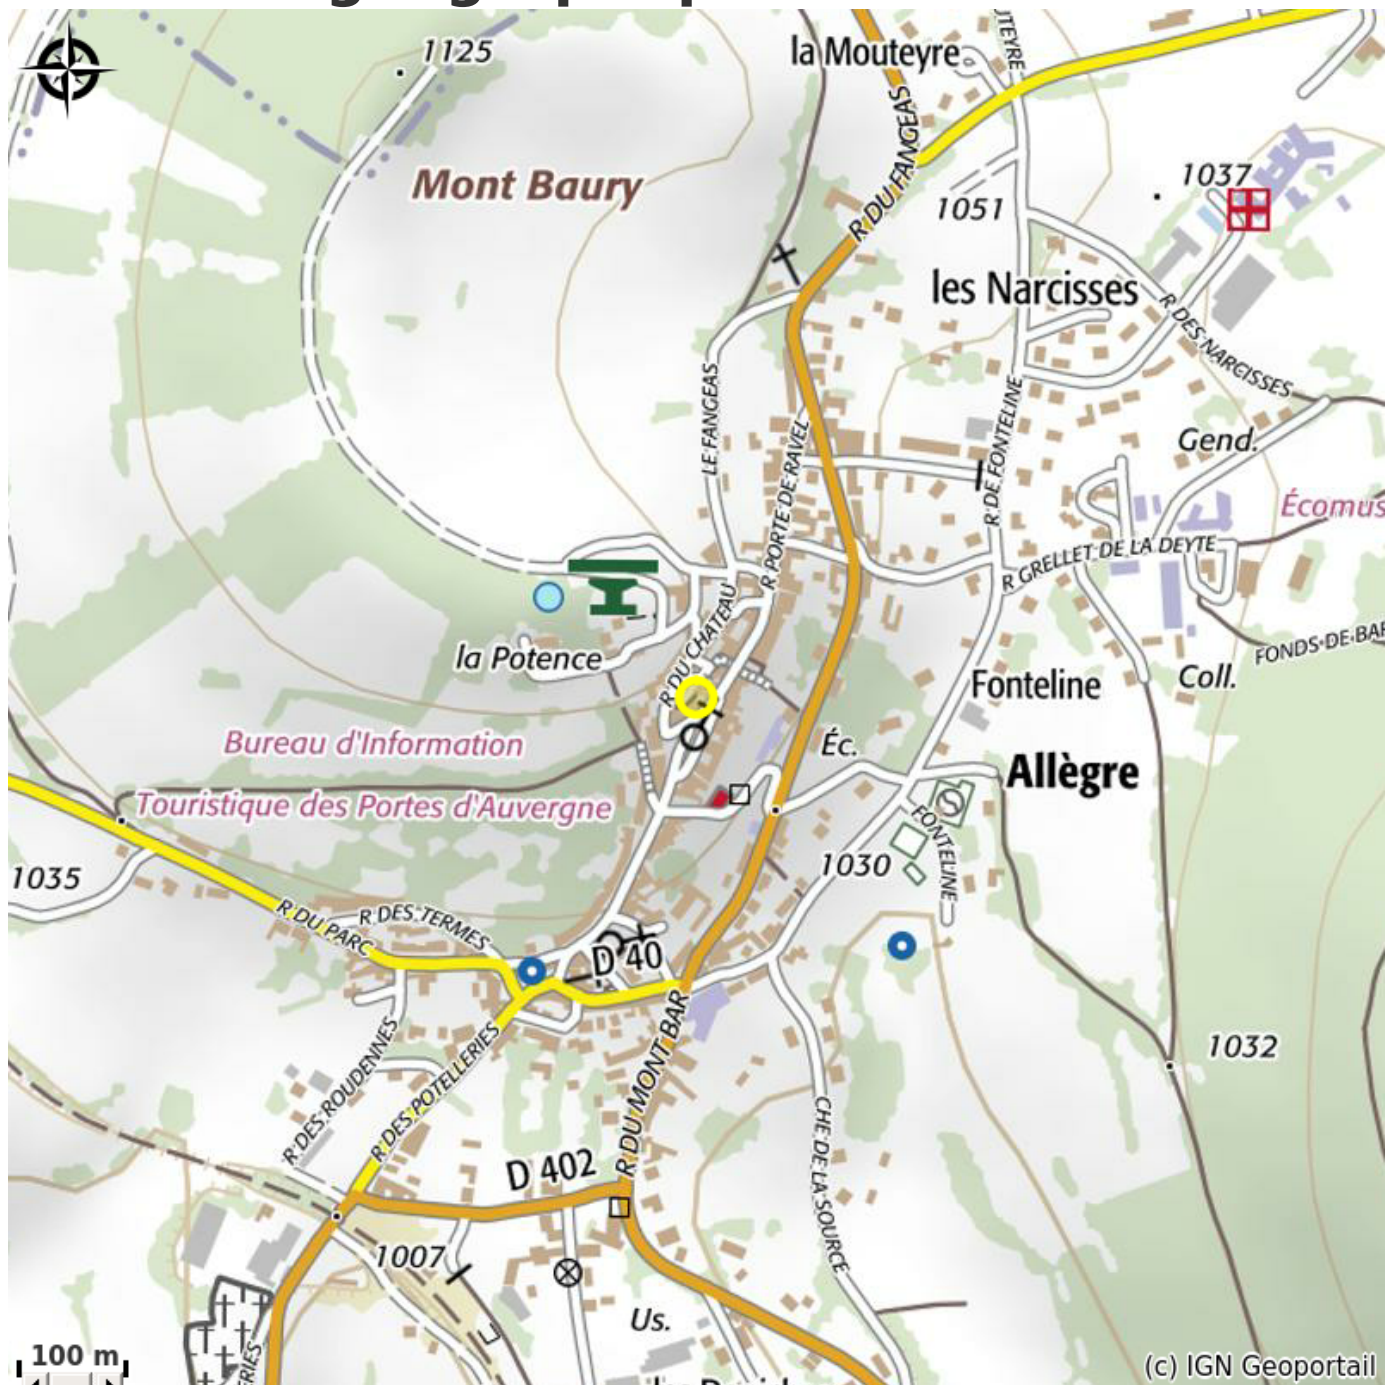 1125
la Mouteyre
UTEYRE
R DU FANGEAS
Mont Baury
1037
1051
les Narcisses
R DES NARCISSES
LE FANGEAS
R PORTE DE RAVEL
R DE FONTELINE
Gend.
Écomus
R GRELLET DE LA DEYTE
R DU CHATEAU
FONDS DE BAR
la Potence
Fonteline
Coll.
Bureau d'Information
Éc.
Allègre
Touristique des Portes d'Auvergne
FONTELINE
1035
1030
R DU PARC
R DES TERMES
D 40
1032
R DES ROUDENNES
R DES POTELLERIES
R DU MONT BAR
CHE DE LA SOURCE
D 402
1007
Us.
ERIES
100 m
(c) IGN Geoportail